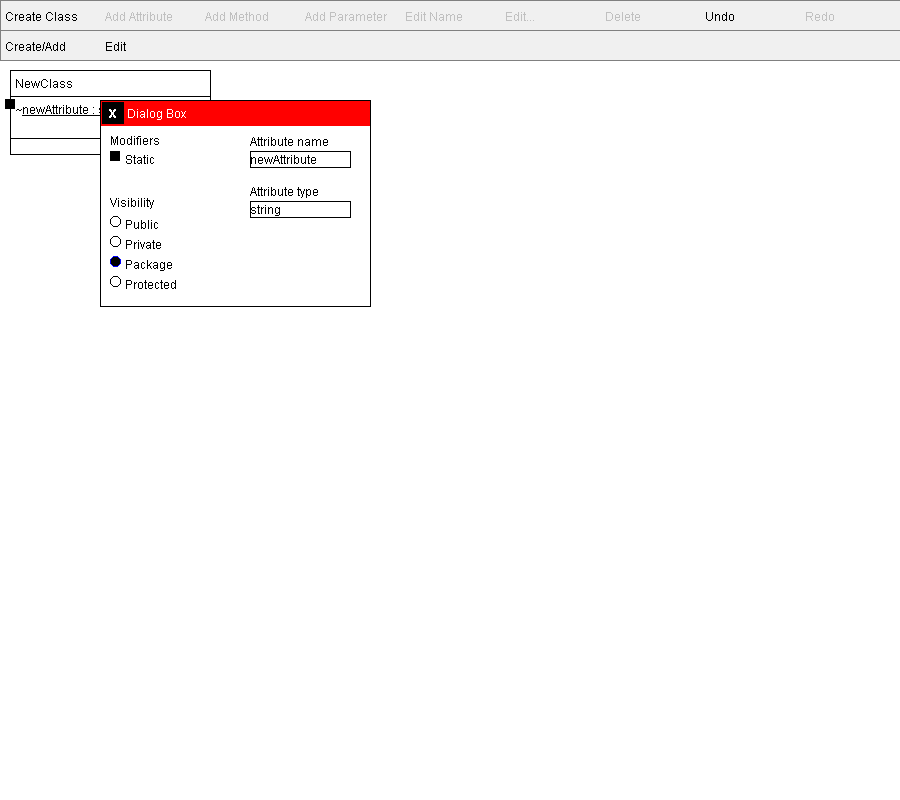 Create Class Add Attribute Add Method Add Parameter Edit Name Edit... Delete Undo Redo
Create/Add Edit
NewClass
~newAttribute :
X Dialog Box
Modifiers
Static
Attribute name
newAttribute
Attribute type
string
Visibility
Public
Private
Package
Protected